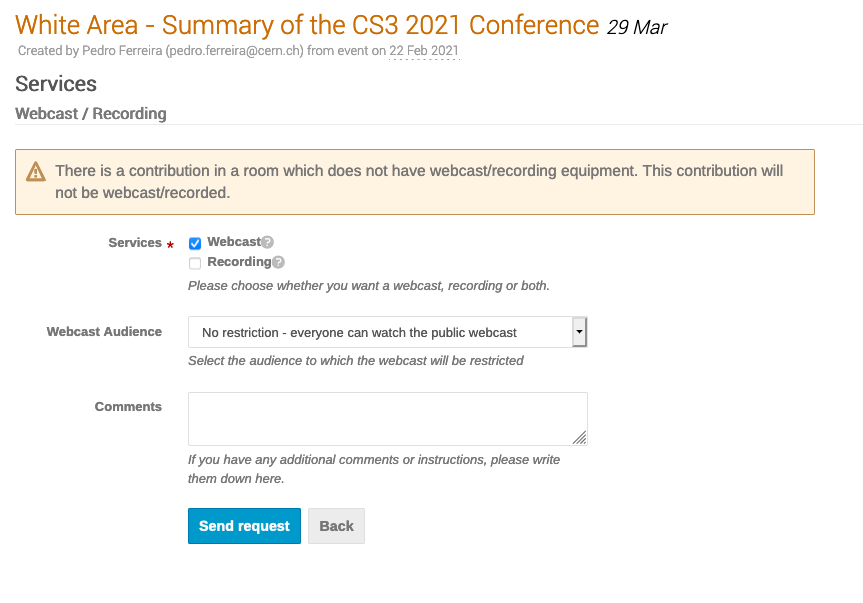 White Area - Summary of the CS3 2021 Conference 29 Mar
Created by Pedro Ferreira (pedro.ferreira@cern.ch) from event on 22 Feb 2021
Services
Webcast / Recording
There is a contribution in a room which does not have webcast/recording equipment. This contribution will
not be webcast/recorded.
Services * Webcast ?
Recording ?
Please choose whether you want a webcast, recording or both.
Webcast Audience No restriction - everyone can watch the public webcast
Select the audience to which the webcast will be restricted
Comments
If you have any additional comments or instructions, please write
them down here.
Send request Back